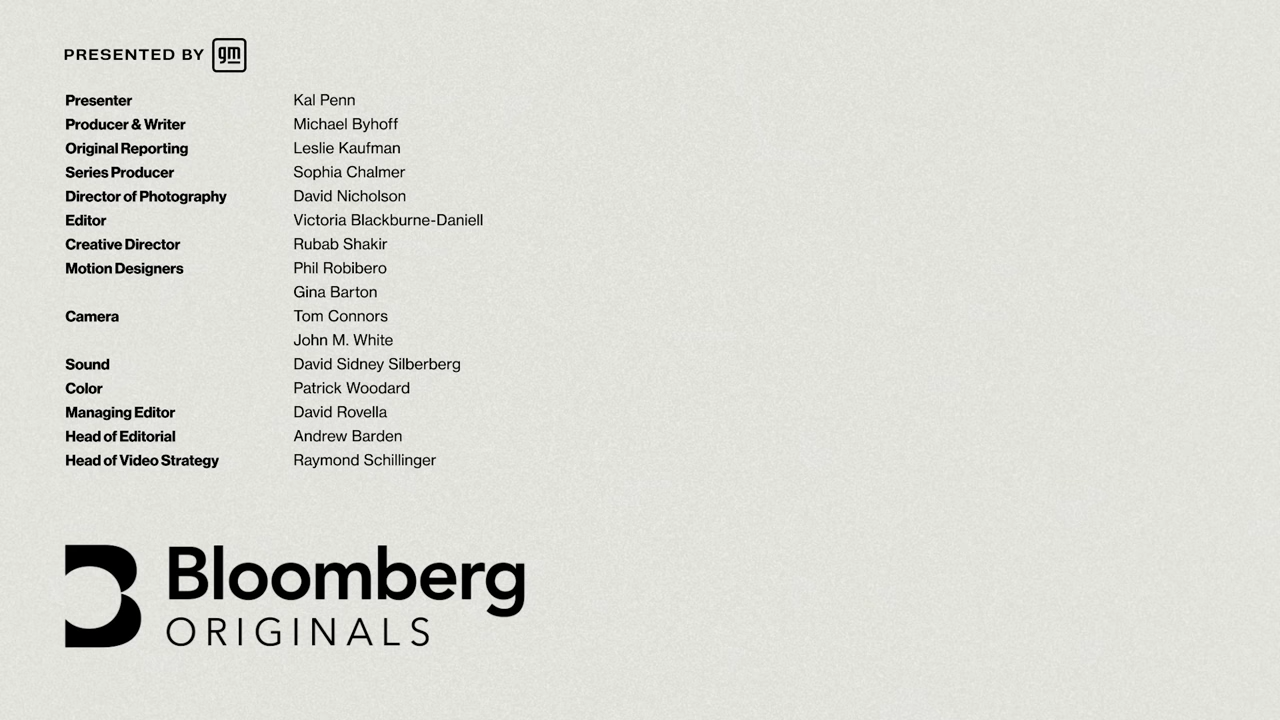 PRESENTED BY gm
Presenter Kal Penn
Producer & Writer Michael Byhoff
Original Reporting Leslie Kaufman
Series Producer Sophia Chalmer
Director of Photography David Nicholson
Editor Victoria Blackburne-Daniell
Creative Director Rubab Shakir
Motion Designers Phil Robibero
Gina Barton
Camera Tom Connors
John M. White
Sound David Sidney Silberberg
Color Patrick Woodard
Managing Editor David Rovella
Head of Editorial Andrew Barden
Head of Video Strategy Raymond Schillinger
Bloomberg
ORIGINALS